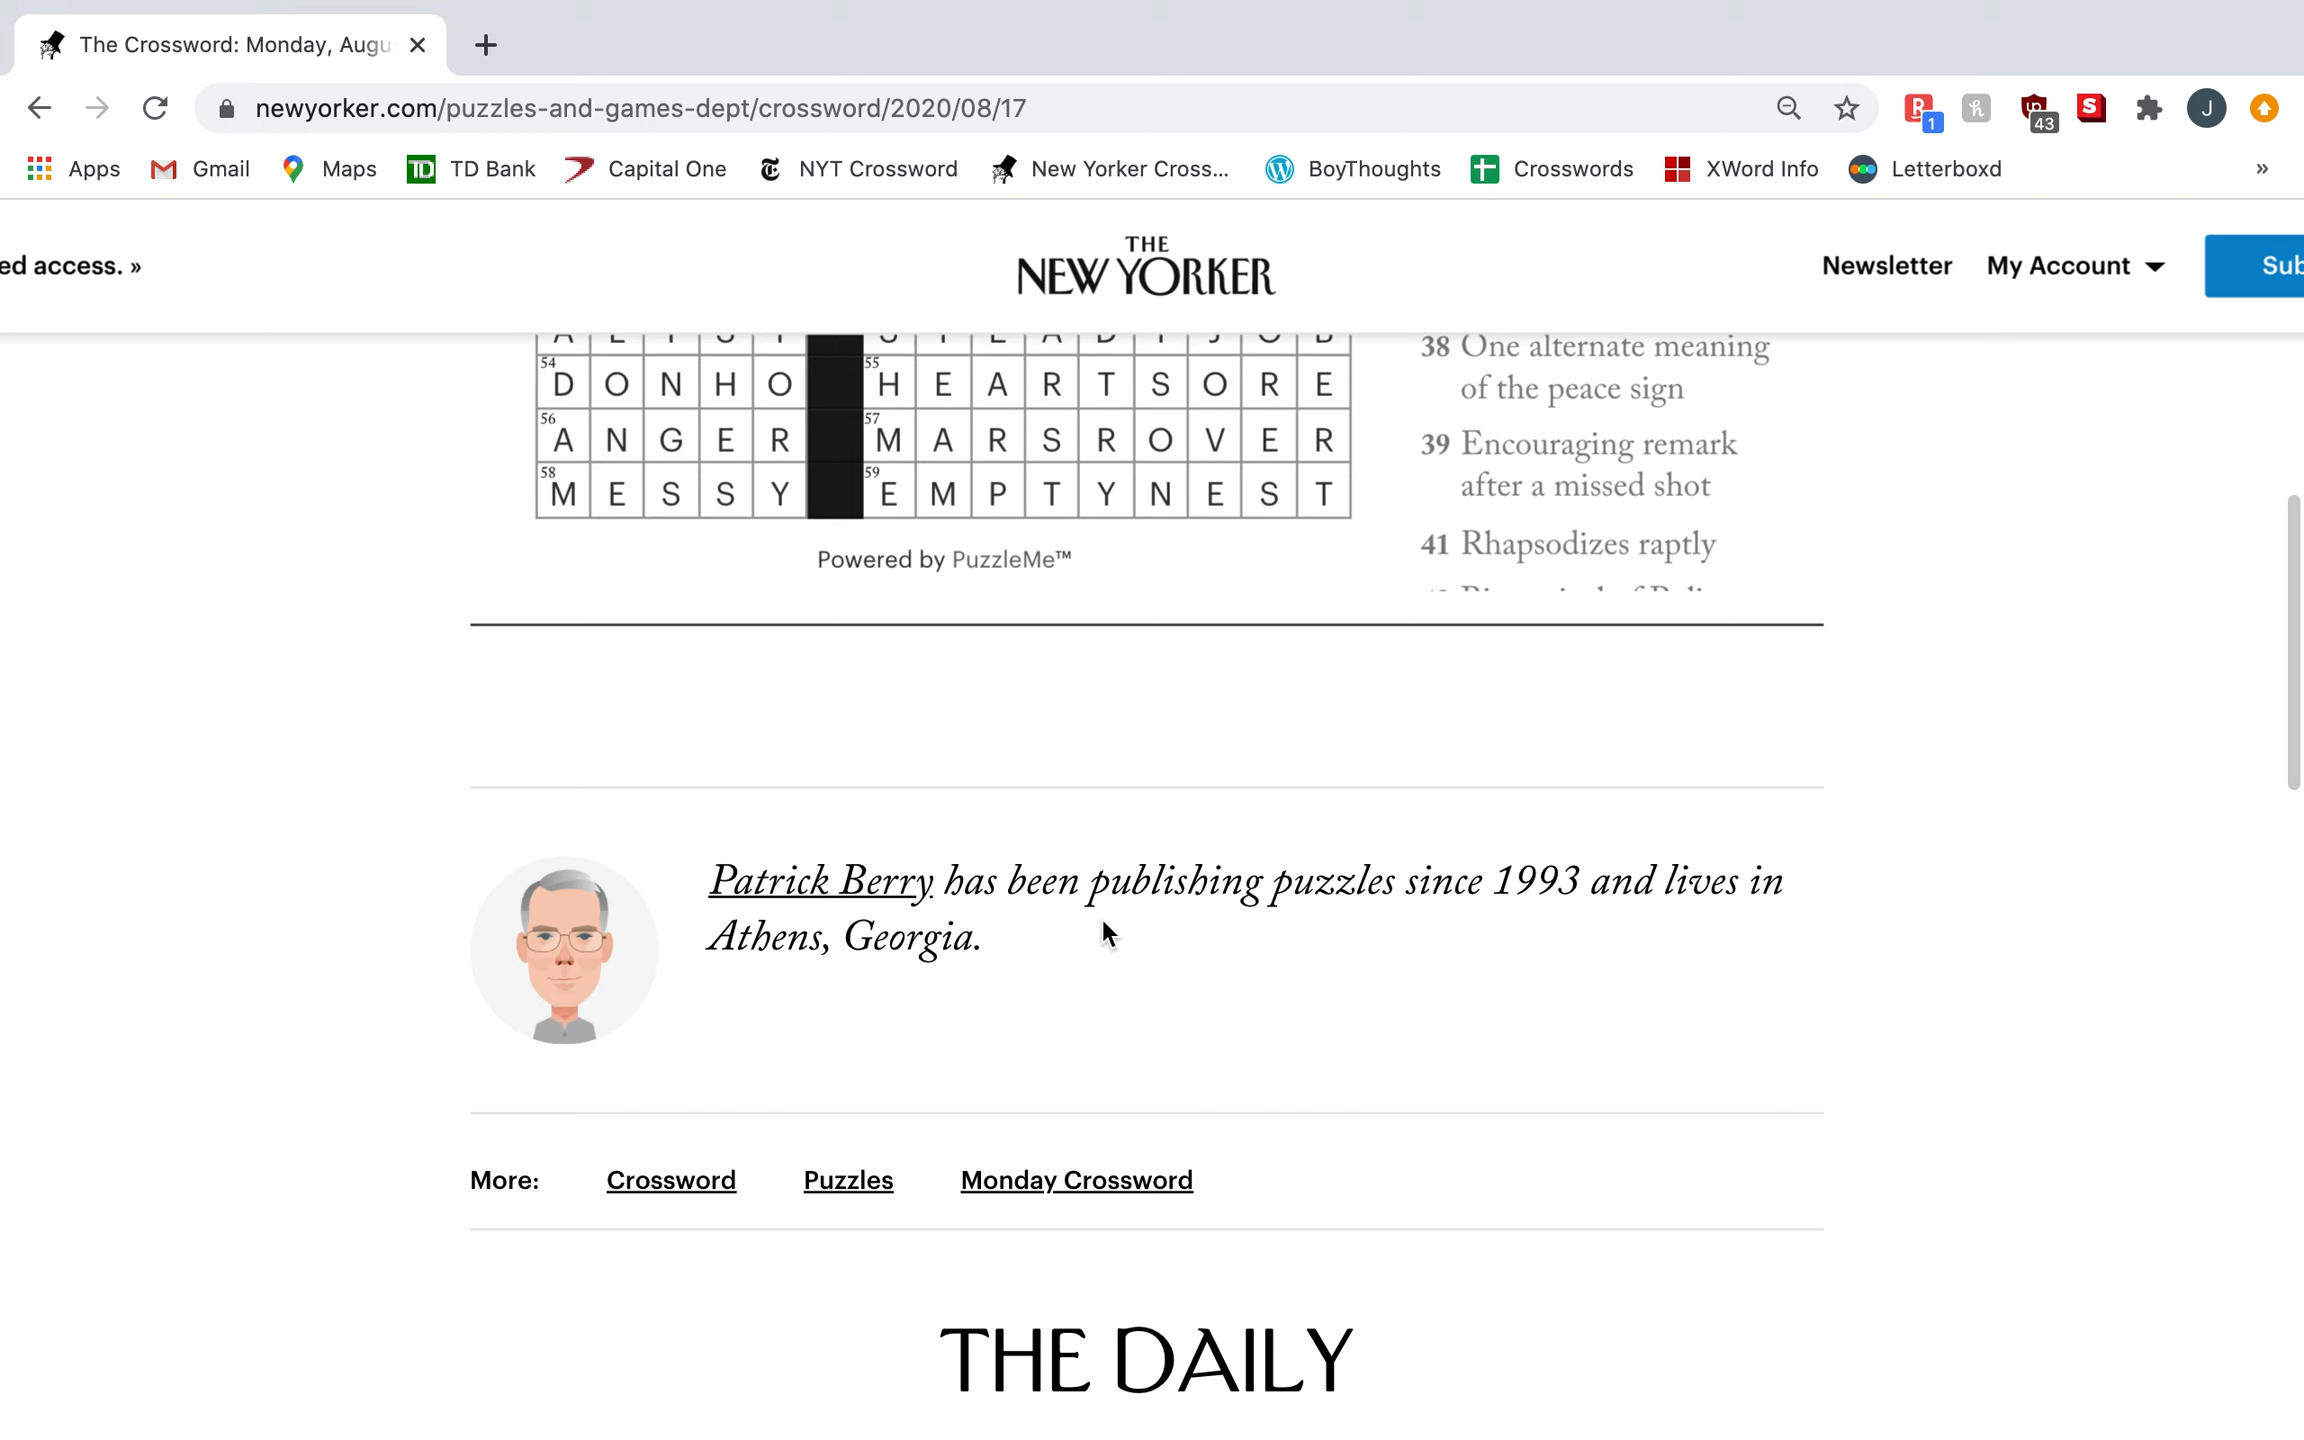 The Crossword: Monday, Augu
newyorker.com/puzzles-and-games-dept/crossword/2020/08/17
1
43
J
Apps
Gmail
Maps
TD Bank
Capital One
NYT Crossword
New Yorker Cross...
BoyThoughts
Crosswords
XWord Info
Letterboxd
»
ed access. »
THE
NEW YORKER
Newsletter
My Account
Sub
54 D O N H O 55 H E A R T S O R E
56 A N G E R 57 M A R S R O V E R
58 M E S S Y 59 E M P T Y N E S T
Powered by PuzzleMe™
38 One alternate meaning
of the peace sign
39 Encouraging remark
after a missed shot
41 Rhapsodizes raptly
Patrick Berry has been publishing puzzles since 1993 and lives in
Athens, Georgia.
More:
Crossword
Puzzles
Monday Crossword
THE DAILY